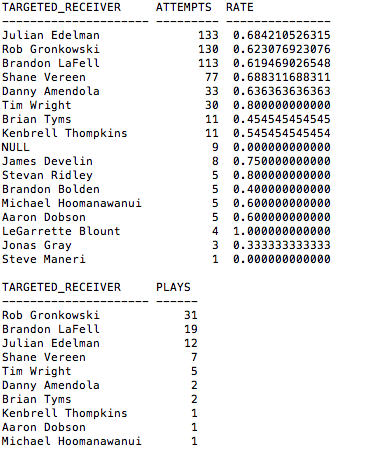 TARGETED_RECEIVER ATTEMPTS RATE
--------------------- -------- --------------
Julian Edelman 133 0.684210526315
Rob Gronkowski 130 0.623076923076
Brandon LaFell 113 0.619469026548
Shane Vereen 77 0.688311688311
Danny Amendola 33 0.636363636363
Tim Wright 30 0.800000000000
Brian Tyms 11 0.454545454545
Kenbrell Thompkins 11 0.545454545454
NULL 9 0.000000000000
James Develin 8 0.750000000000
Stevan Ridley 5 0.800000000000
Brandon Bolden 5 0.400000000000
Michael Hoomanawanui 5 0.600000000000
Aaron Dobson 5 0.600000000000
LeGarrette Blount 4 1.000000000000
Jonas Gray 3 0.333333333333
Steve Maneri 1 0.000000000000
TARGETED_RECEIVER PLAYS
--------------------- ------
Rob Gronkowski 31
Brandon LaFell 19
Julian Edelman 12
Shane Vereen 7
Tim Wright 5
Danny Amendola 2
Brian Tyms 2
Kenbrell Thompkins 1
Aaron Dobson 1
Michael Hoomanawanui 1